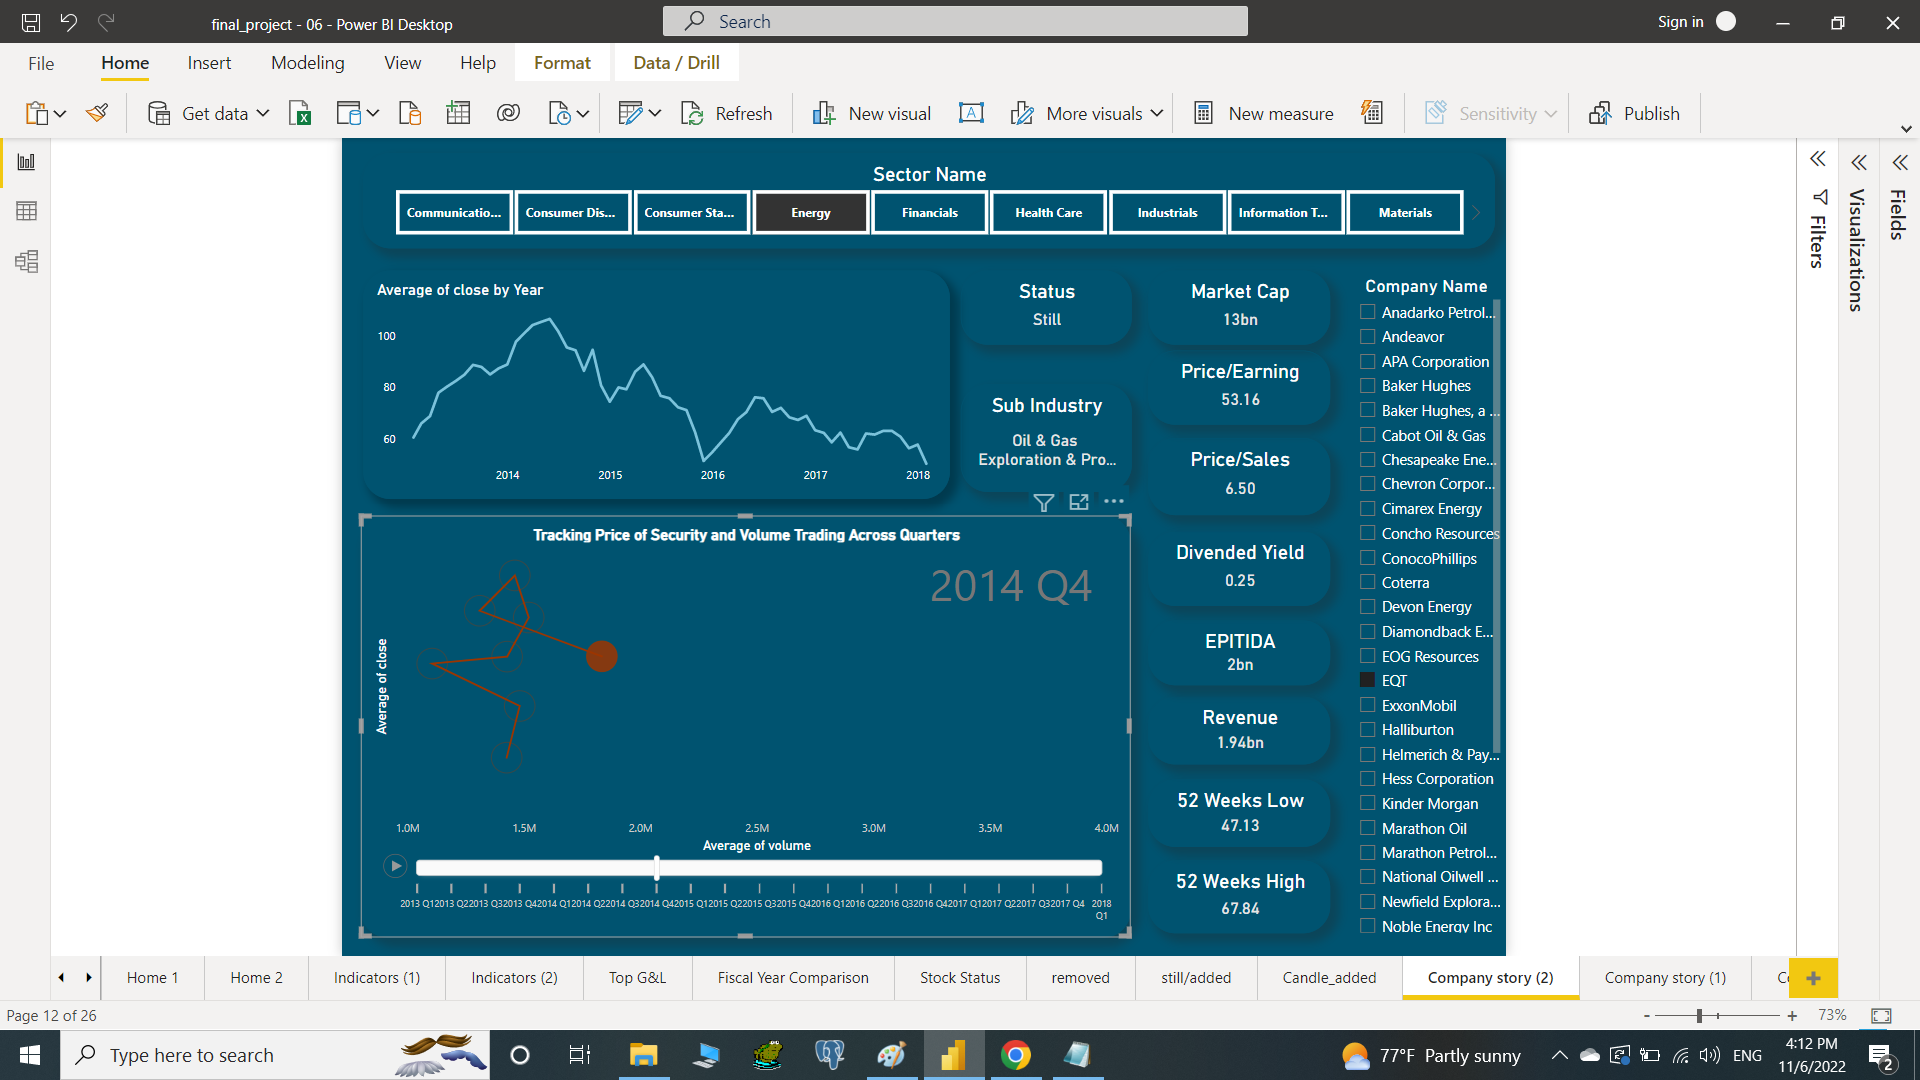 final_project - 06 - Power BI Desktop
Search
Sign in
File
Home
Insert
Modeling
View
Help
Format
Data / Drill
Get data
Refresh
New visual
More visuals
New measure
Sensitivity
Publish
Sector Name
Communicatio...
Consumer Dis...
Consumer Sta...
Energy
Financials
Health Care
Industrials
Information T...
Materials
Filters
Visualizations
Fields
Average of close by Year
100
80
60
2014
2015
2016
2017
2018
Status
Still
Sub Industry
Oil & Gas
Exploration & Pro...
Market Cap
13bn
Price/Earning
53.16
Price/Sales
6.50
Divended Yield
0.25
EPITIDA
2bn
Revenue
1.94bn
52 Weeks Low
47.13
52 Weeks High
67.84
Company Name
Anadarko Petrol...
Andeavor
APA Corporation
Baker Hughes
Baker Hughes, a ...
Cabot Oil & Gas
Chesapeake Ene...
Chevron Corpor...
Cimarex Energy
Concho Resources
ConocoPhillips
Coterra
Devon Energy
Diamondback E...
EOG Resources
EQT
ExxonMobil
Halliburton
Helmerich & Pay...
Hess Corporation
Kinder Morgan
Marathon Oil
Marathon Petrol...
National Oilwell ...
Newfield Explora...
Noble Energy Inc
Tracking Price of Security and Volume Trading Across Quarters
2014 Q4
Average of close
1.0M
1.5M
2.0M
2.5M
3.0M
3.5M
4.0M
Average of volume
2013 Q1
2013 Q2
2013 Q3
2013 Q4
2014 Q1
2014 Q2
2014 Q3
2014 Q4
2015 Q1
2015 Q2
2015 Q3
2015 Q4
2016 Q1
2016 Q2
2016 Q3
2016 Q4
2017 Q1
2017 Q2
2017 Q3
2017 Q4
2018
Q1
Home 1
Home 2
Indicators (1)
Indicators (2)
Top G&L
Fiscal Year Comparison
Stock Status
removed
still/added
Candle_added
Company story (2)
Company story (1)
Page 12 of 26
73%
Type here to search
77°F Partly sunny
ENG
4:12 PM
11/6/2022
2